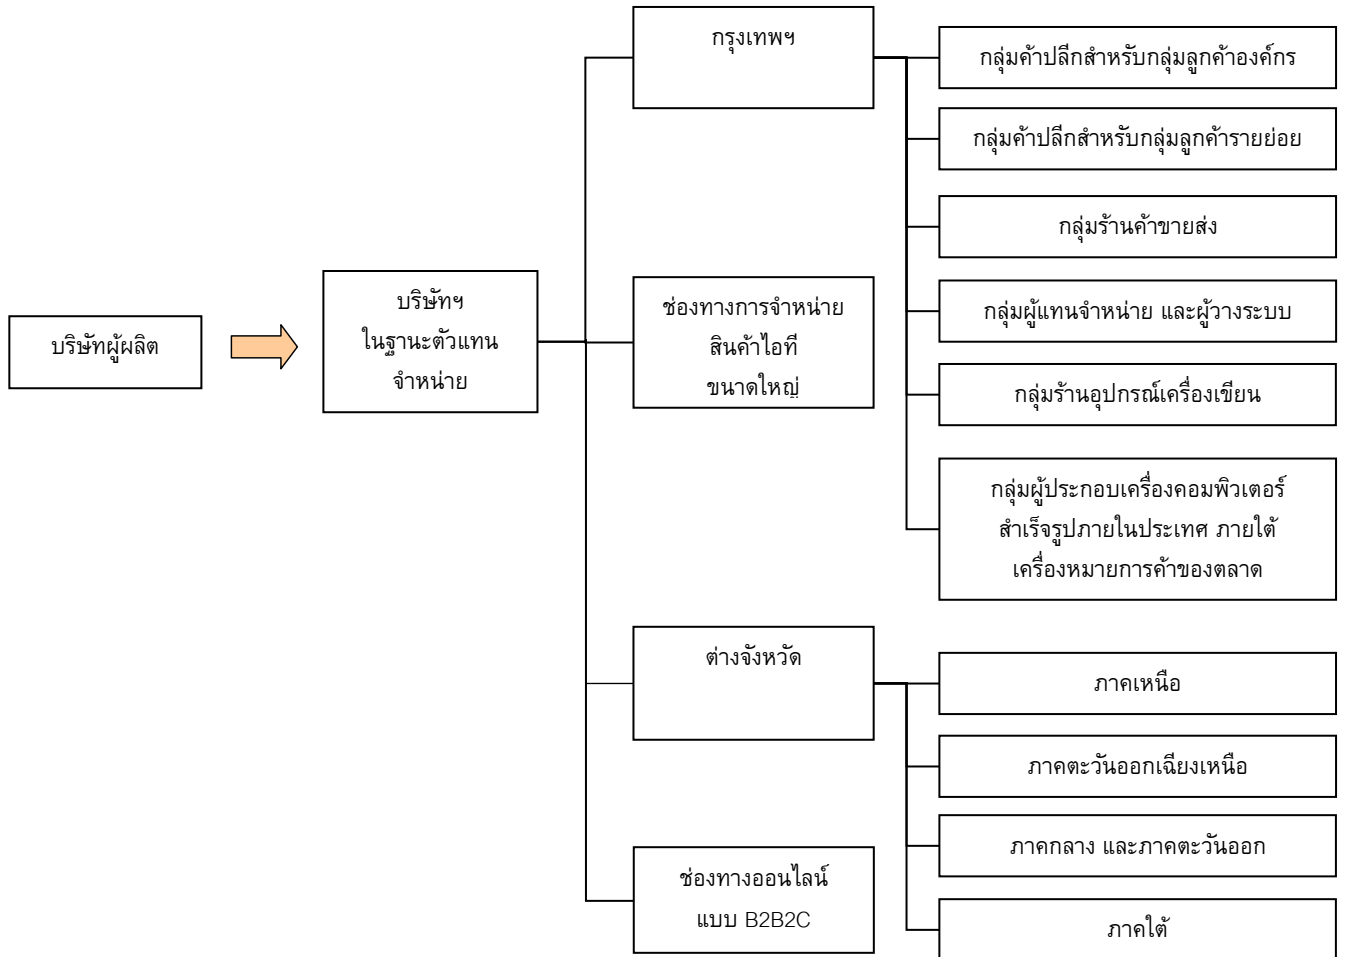 บริษัทผู้ผลิต
บริษัทฯ
ในฐานะตัวแทน
จำหน่าย
กรุงเทพฯ
กลุ่มค้าปลีกสำหรับกลุ่มลูกค้าองค์กร
กลุ่มค้าปลีกสำหรับกลุ่มลูกค้ารายย่อย
กลุ่มร้านค้าขายส่ง
กลุ่มผู้แทนจำหน่าย และผู้วางระบบ
กลุ่มร้านอุปกรณ์เครื่องเขียน
กลุ่มผู้ประกอบเครื่องคอมพิวเตอร์
สำเร็จรูปภายในประเทศ ภายใต้
เครื่องหมายการค้าของตลาด
ช่องทางการจำหน่าย
สินค้าไอที
ขนาดใหญ่
ต่างจังหวัด
ภาคเหนือ
ภาคตะวันออกเฉียงเหนือ
ภาคกลาง และภาคตะวันออก
ภาคใต้
ช่องทางออนไลน์
แบบ B2B2C